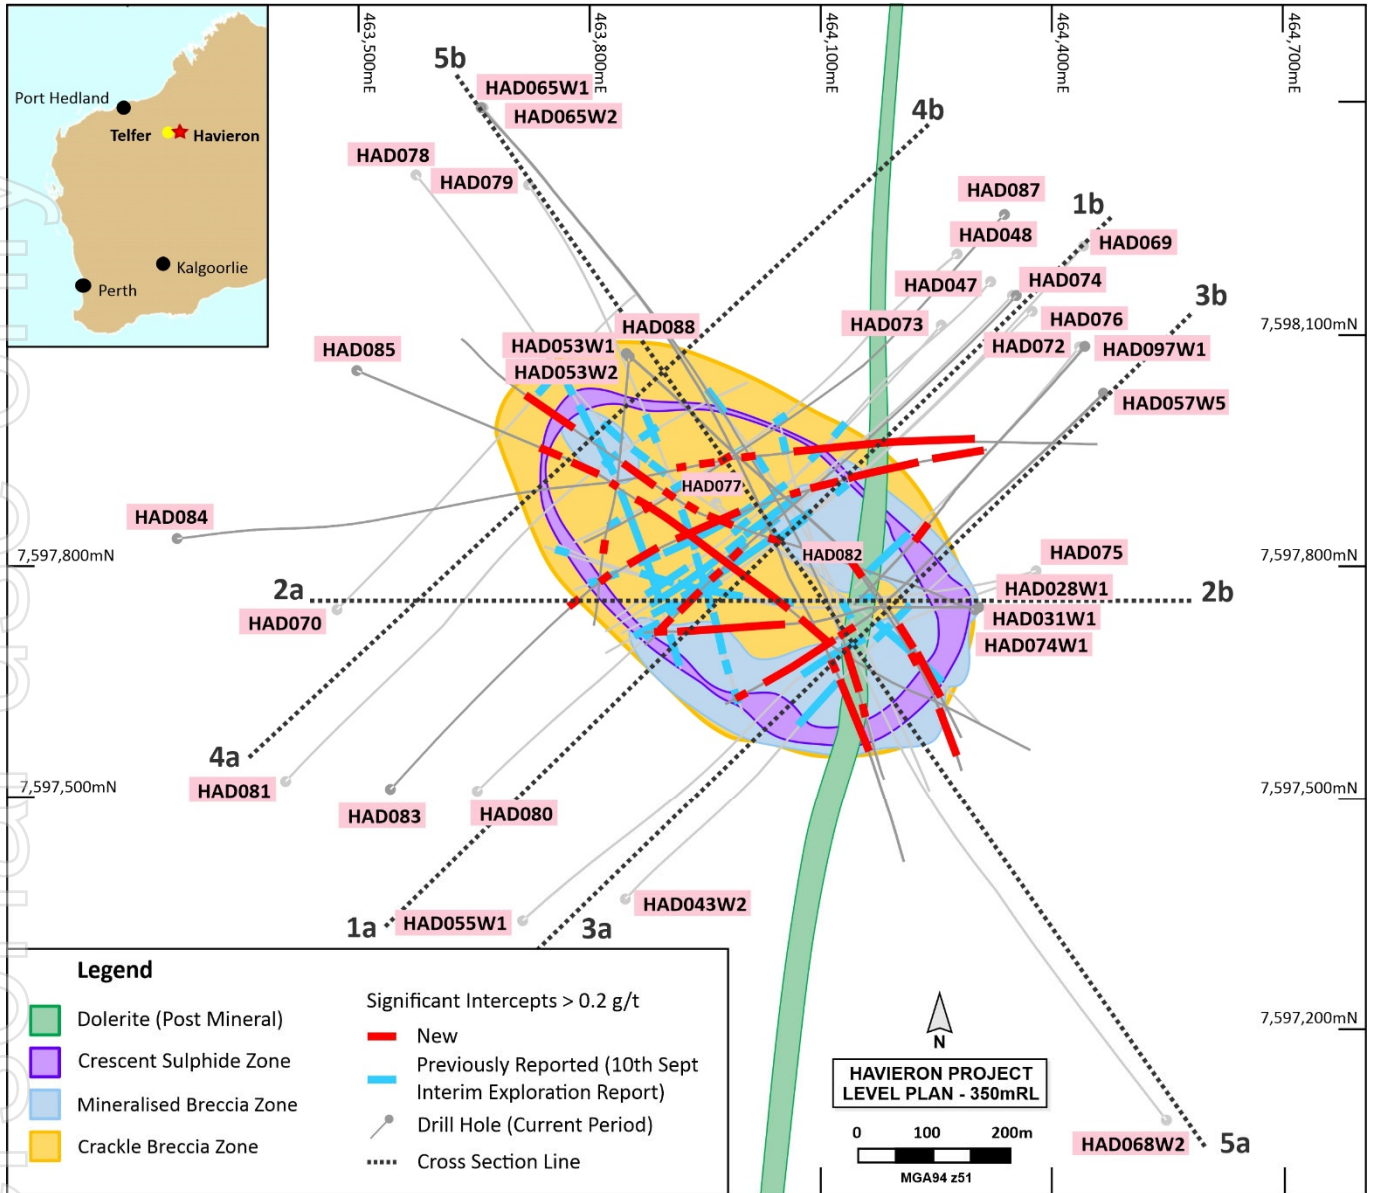 463,500mE
463,800mE
464,100mE
464,400mE
464,700mE
Port Hedland
Telfer
Havieron
Kalgoorlie
Perth
5b
HAD065W1
HAD065W2
4b
HAD078
HAD079
HAD087
1b
HAD048
HAD069
HAD047
HAD074
3b
HAD073
HAD076
HAD088
HAD053W1
HAD053W2
HAD072
HAD097W1
7,598,100mN
HAD085
HAD057W5
HAD077
HAD084
7,597,800mN
HAD082
HAD075
7,597,800mN
2a
HAD028W1
2b
HAD070
HAD031W1
HAD074W1
4a
HAD081
7,597,500mN
HAD083
HAD080
7,597,500mN
1a
HAD055W1
3a
HAD043W2
Legend
Dolerite (Post Mineral)
Crescent Sulphide Zone
Mineralised Breccia Zone
Crackle Breccia Zone
Significant Intercepts > 0.2 g/t
New
Previously Reported (10th Sept
Interim Exploration Report)
Drill Hole (Current Period)
Cross Section Line
N
HAVIERON PROJECT
LEVEL PLAN - 350mRL
0 100 200m
MGA94 z51
7,597,200mN
HAD068W2
5a